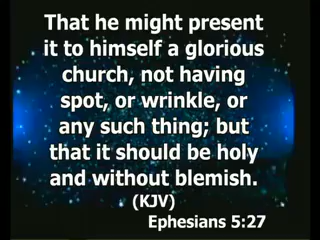 That he might present
it to himself a glorious
church, not having
spot, or wrinkle, or
any such thing; but
that it should be holy
and without blemish.
(KJV)
Ephesians 5:27